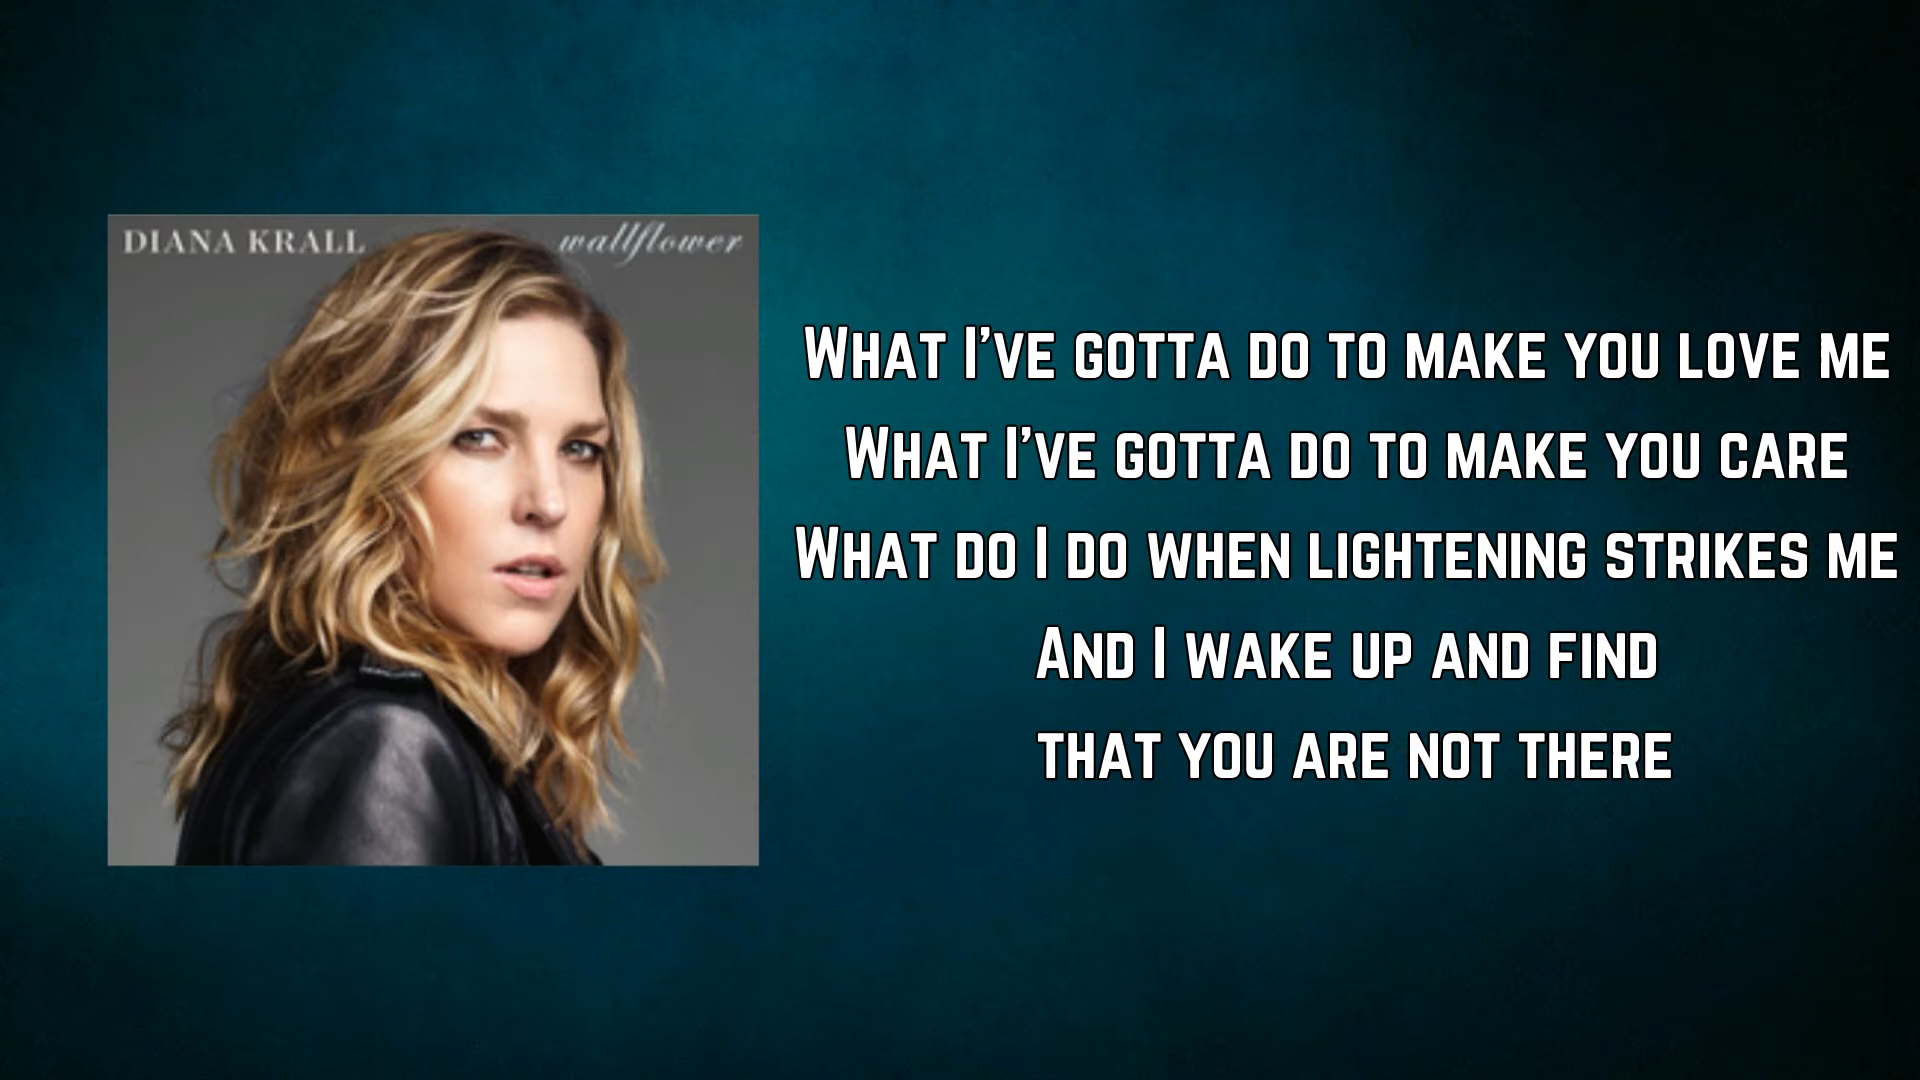 DIANA KRALL wallflower
What I've gotta do to make you love me
What I've gotta do to make you care
What do I do when lightening strikes me
And I wake up and find
that you are not there